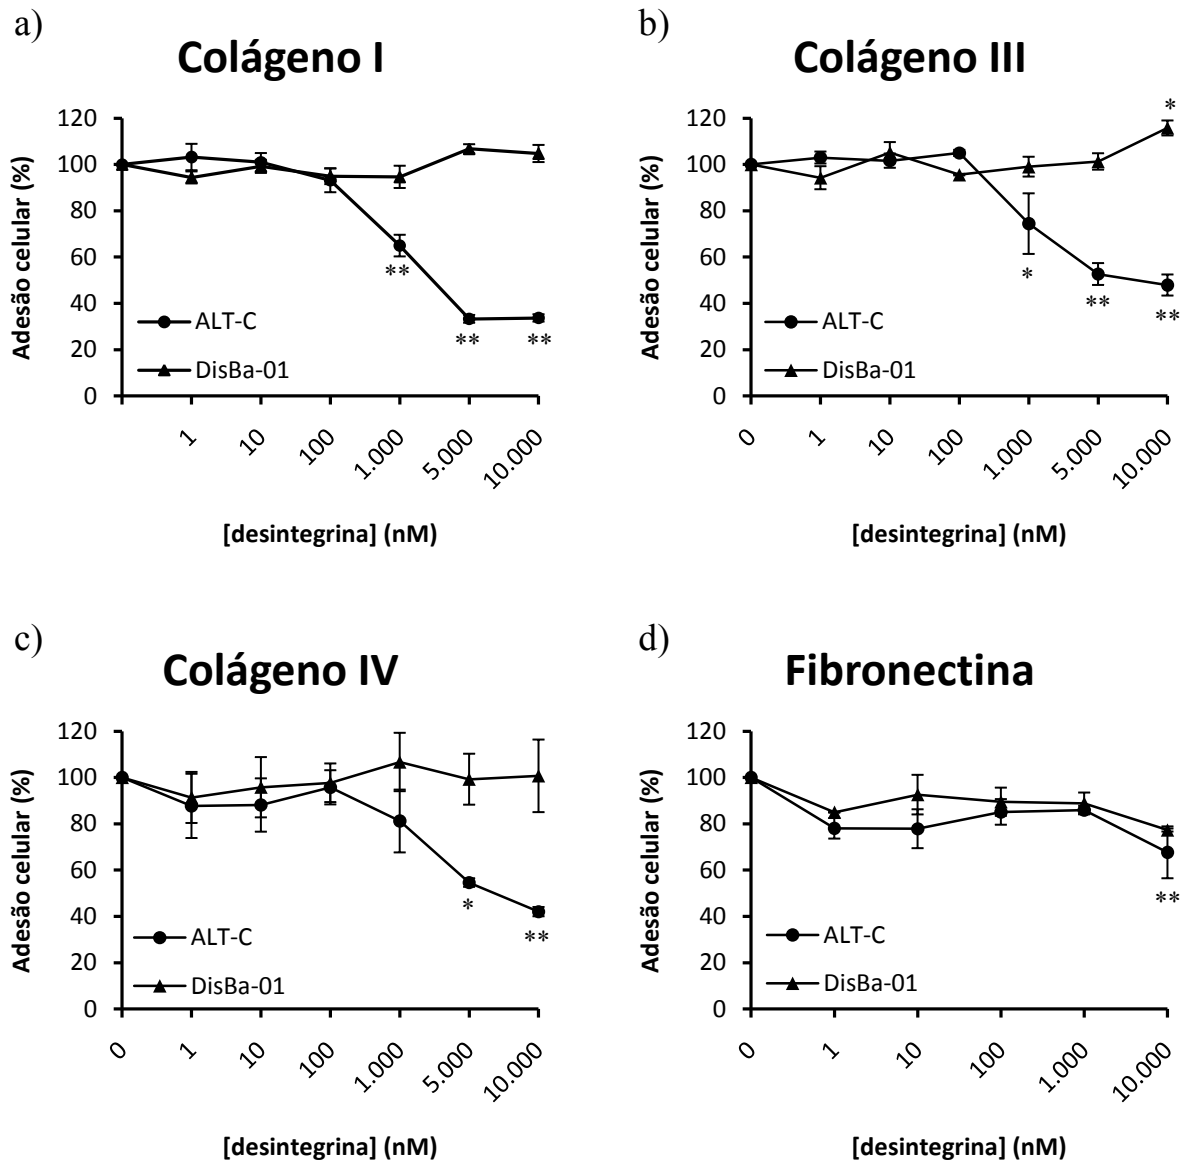 a)
Colágeno I
Adesão celular (%)
120
100
80
60
40
20
0
**
**
**
ALT-C
DisBa-01
1
10
100
1.000
5.000
10.000
[desintegrina] (nM)
b)
Colágeno III
Adesão celular (%)
120
100
80
60
40
20
0
*
*
**
**
ALT-C
DisBa-01
0
1
10
100
1.000
5.000
10.000
[desintegrina] (nM)
c)
Colágeno IV
Adesão celular (%)
120
100
80
60
40
20
0
*
**
ALT-C
DisBa-01
0
1
10
100
1.000
5.000
10.000
[desintegrina] (nM)
d)
Fibronectina
Adesão celular (%)
120
100
80
60
40
20
0
**
ALT-C
DisBa-01
0
1
10
100
1.000
10.000
[desintegrina] (nM)